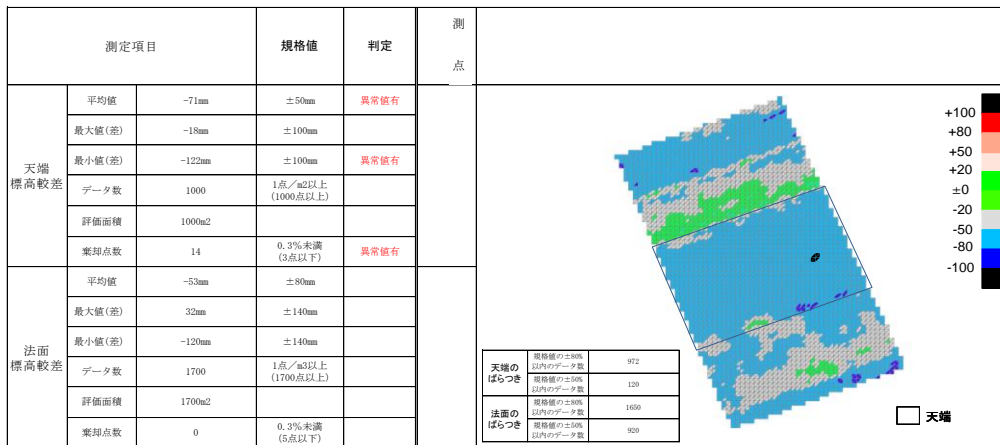 測定項目 規格値 判定 測点
天端標高較差
平均値 -71mm ±50mm 異常値有
最大値(差) -18mm ±100mm
最小値(差) -122mm ±100mm 異常値有
データ数 1000 1点／m2以上
(1000点以上)
評価面積 1000m2
棄却点数 14 0.3%未満
(3点以下) 異常値有
法面標高較差
平均値 -53mm ±80mm
最大値(差) 32mm ±140mm
最小値(差) -120mm ±140mm
データ数 1700 1点／m3以上
(1700点以上)
評価面積 1700m2
棄却点数 0 0.3%未満
(5点以下)
+100
+80
+50
+20
±0
-20
-50
-80
-100
天端の
ばらつき
規格値の±80%
以内のデータ数 972
規格値の±50%
以内のデータ数 120
法面の
ばらつき
規格値の±80%
以内のデータ数 1650
規格値の±50%
以内のデータ数 920
天端